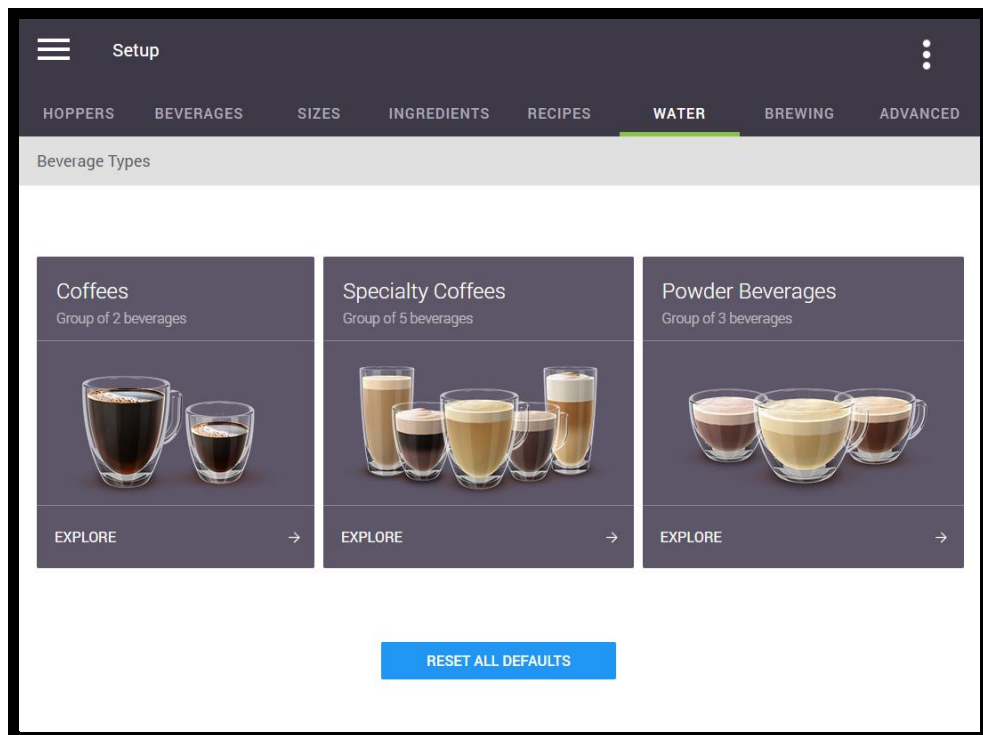 Setup
HOPPERS BEVERAGES SIZES INGREDIENTS RECIPES WATER BREWING ADVANCED
Beverage Types
Coffees
Group of 2 beverages
EXPLORE
Specialty Coffees
Group of 5 beverages
EXPLORE
Powder Beverages
Group of 3 beverages
EXPLORE
RESET ALL DEFAULTS